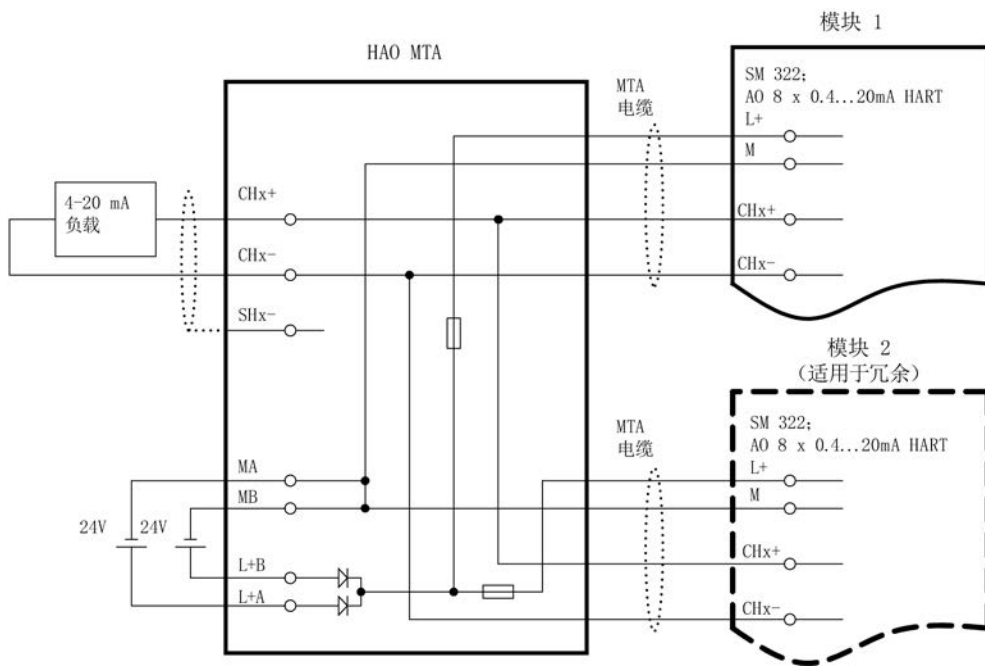 模块 1
HAO MTA
SM 322;
AO 8 x 0.4...20mA HART
MTA
电缆
L+
M
4-20 mA
负载
CHx+
CHx+
CHx-
CHx-
SHx-
模块 2
(适用于冗余)
SM 322;
AO 8 x 0.4...20mA HART
MTA
电缆
MA
L+
MB
M
24V
24V
CHx+
L+B
L+A
CHx-